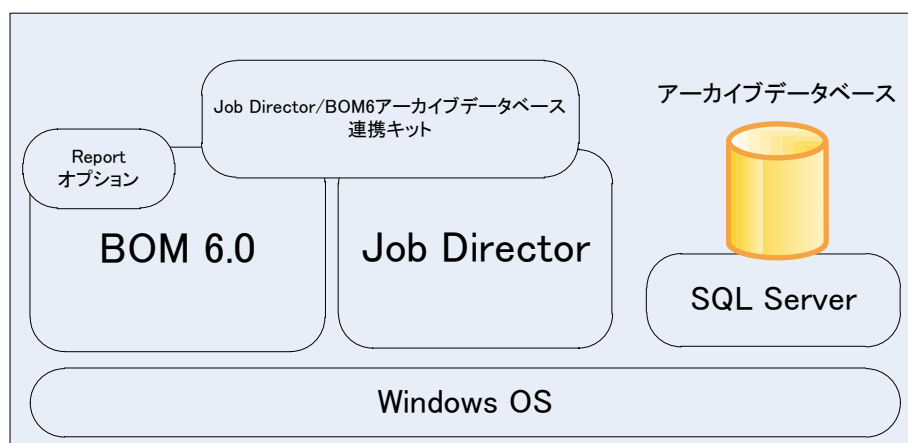 Job Director/BOM6アーカイブデータベース
連携キット
アーカイブデータベース
Report
オプション
BOM 6.0
Job Director
SQL Server
Windows OS